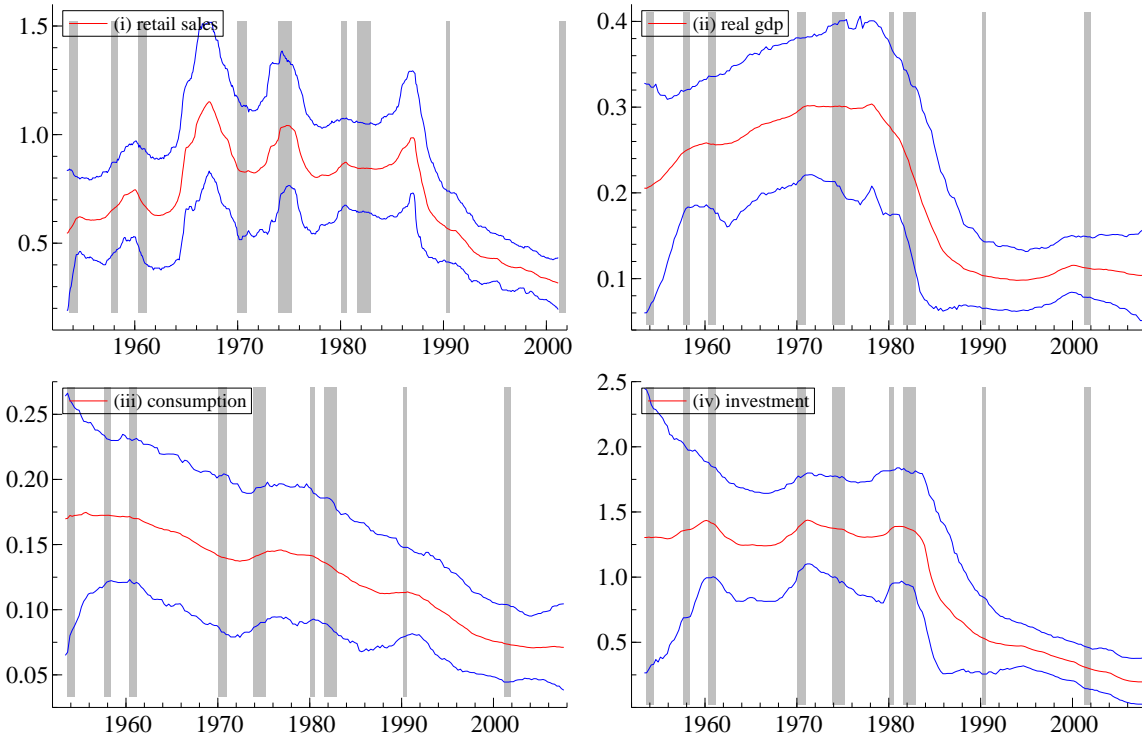 (i) retail sales
1.5
1.0
0.5
1960 1970 1980 1990 2000
(ii) real gdp
0.4
0.3
0.2
0.1
1960 1970 1980 1990 2000
(iii) consumption
0.25
0.20
0.15
0.10
0.05
1960 1970 1980 1990 2000
(iv) investment
2.5
2.0
1.5
1.0
0.5
1960 1970 1980 1990 2000